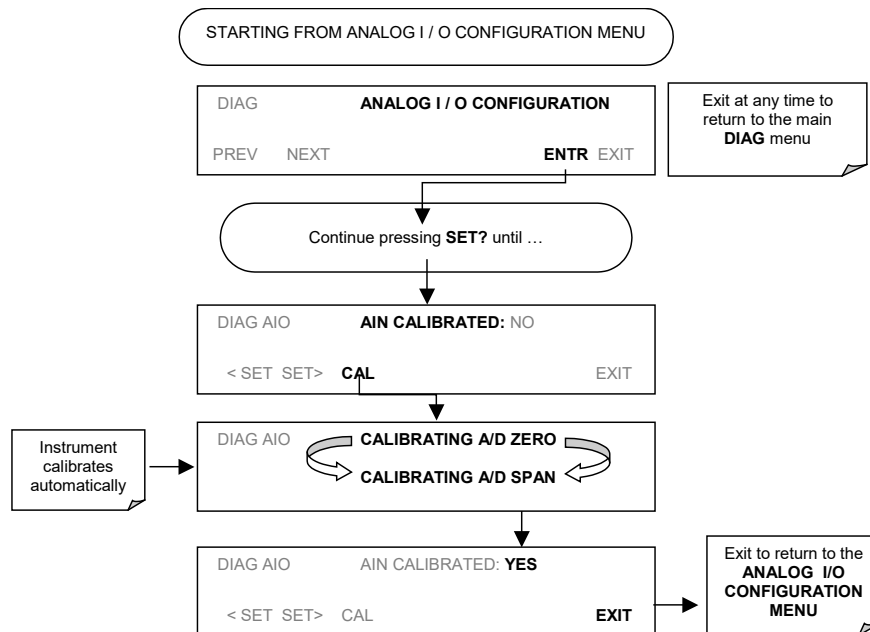 STARTING FROM ANALOG I / O CONFIGURATION MENU
DIAG ANALOG I / O CONFIGURATION
PREV NEXT ENTR EXIT
Exit at any time to
return to the main
DIAG menu
Continue pressing SET? until …
DIAG AIO AIN CALIBRATED: NO
< SET SET> CAL EXIT
Instrument
calibrates
automatically
DIAG AIO CALIBRATING A/D ZERO
CALIBRATING A/D SPAN
DIAG AIO AIN CALIBRATED: YES
< SET SET> CAL EXIT
Exit to return to the
ANALOG I/O
CONFIGURATION
MENU